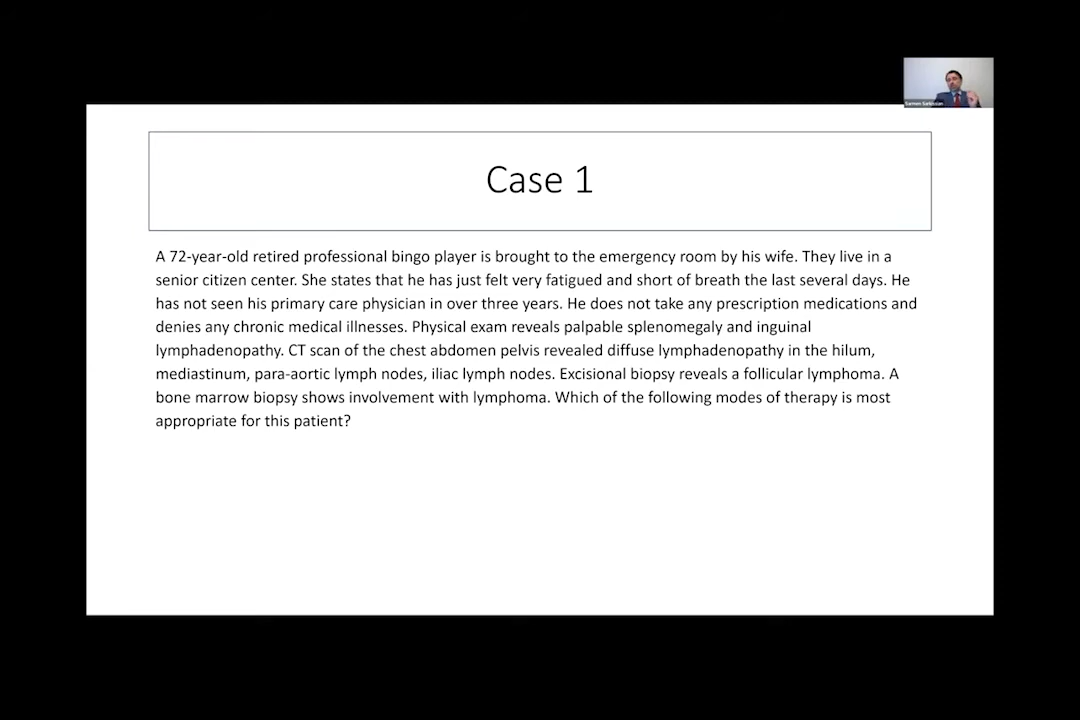 Case 1
A 72-year-old retired professional bingo player is brought to the emergency room by his wife. They live in a
senior citizen center. She states that he has just felt very fatigued and short of breath the last several days. He
has not seen his primary care physician in over three years. He does not take any prescription medications and
denies any chronic medical illnesses. Physical exam reveals palpable splenomegaly and inguinal
lymphadenopathy. CT scan of the chest abdomen pelvis revealed diffuse lymphadenopathy in the hilum,
mediastinum, para-aortic lymph nodes, iliac lymph nodes. Excisional biopsy reveals a follicular lymphoma. A
bone marrow biopsy shows involvement with lymphoma. Which of the following modes of therapy is most
appropriate for this patient?